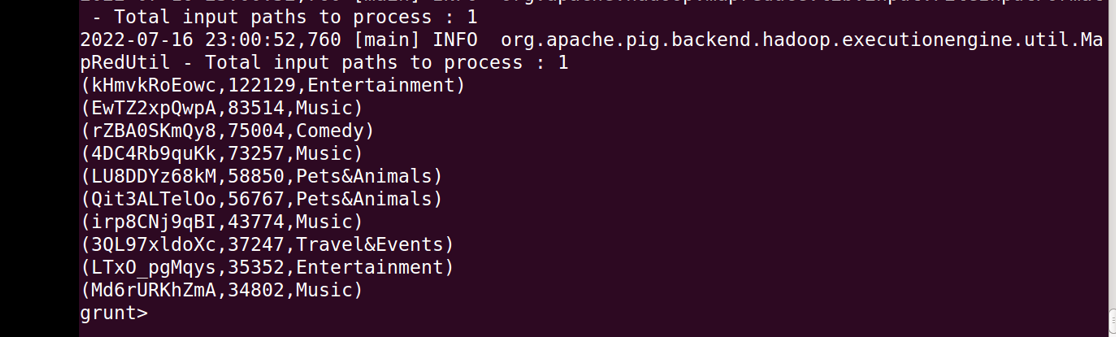 - Total input paths to process : 1
2022-07-16 23:00:52,760 [main] INFO  org.apache.pig.backend.hadoop.executionengine.util.Ma
pRedUtil - Total input paths to process : 1
(kHmvkRoEowc,122129,Entertainment)
(EwTZ2xpQwpA,83514,Music)
(rZBA0SKmQy8,75004,Comedy)
(4DC4Rb9quKk,73257,Music)
(LU8DDYz68kM,58850,Pets&Animals)
(Qit3ALTelOo,56767,Pets&Animals)
(irp8CNj9qBI,43774,Music)
(3QL97xldoXc,37247,Travel&Events)
(LTxO_pgMqys,35352,Entertainment)
(Md6rURKhZmA,34802,Music)
grunt>